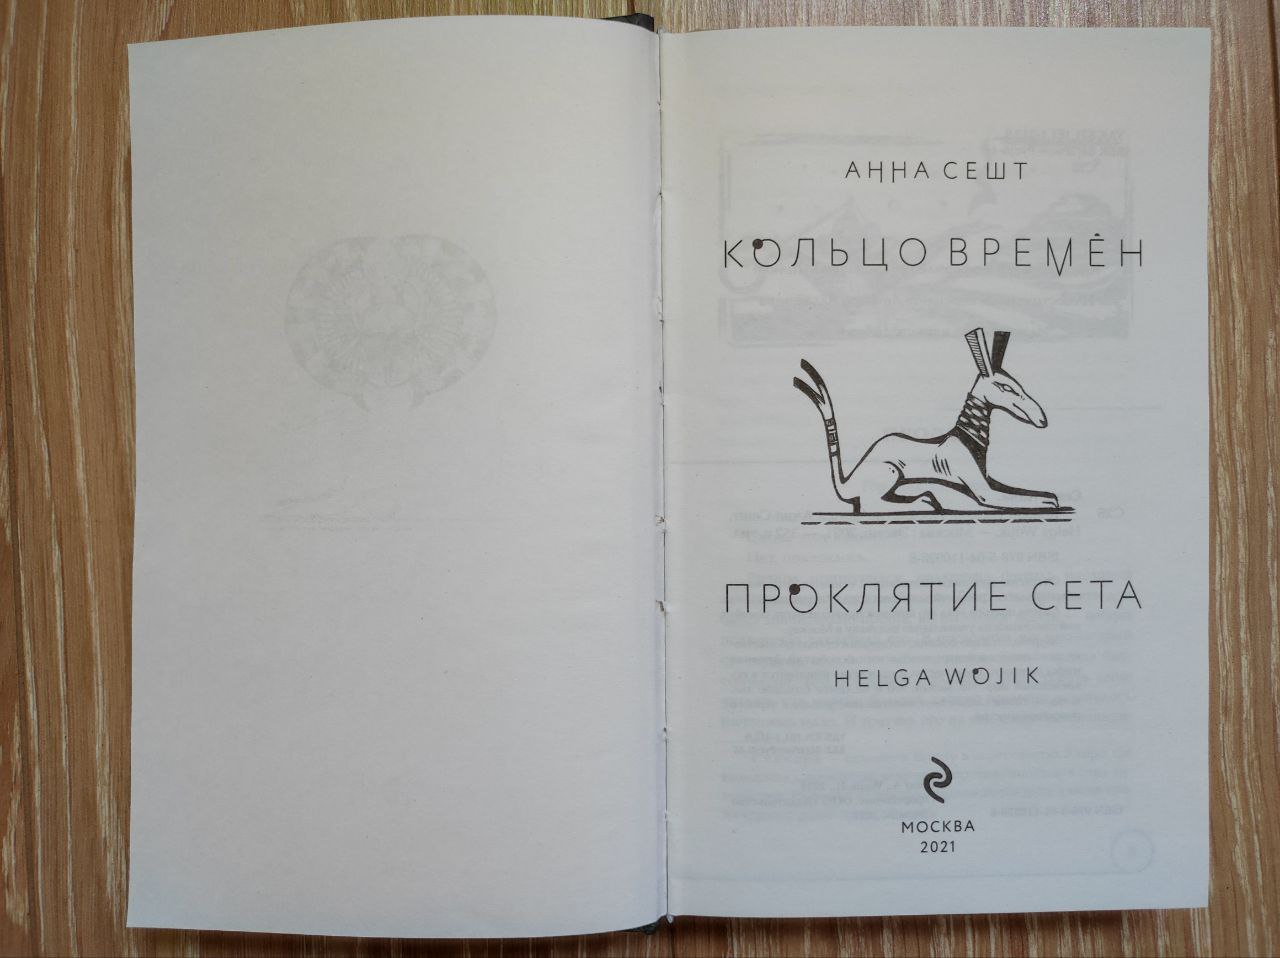 АННА СЕШТ
КОЛЬЦО ВРЕМЁН
ПРОКЛЯТИЕ СЕТА
HELGA WOJIK
МОСКВА
2021